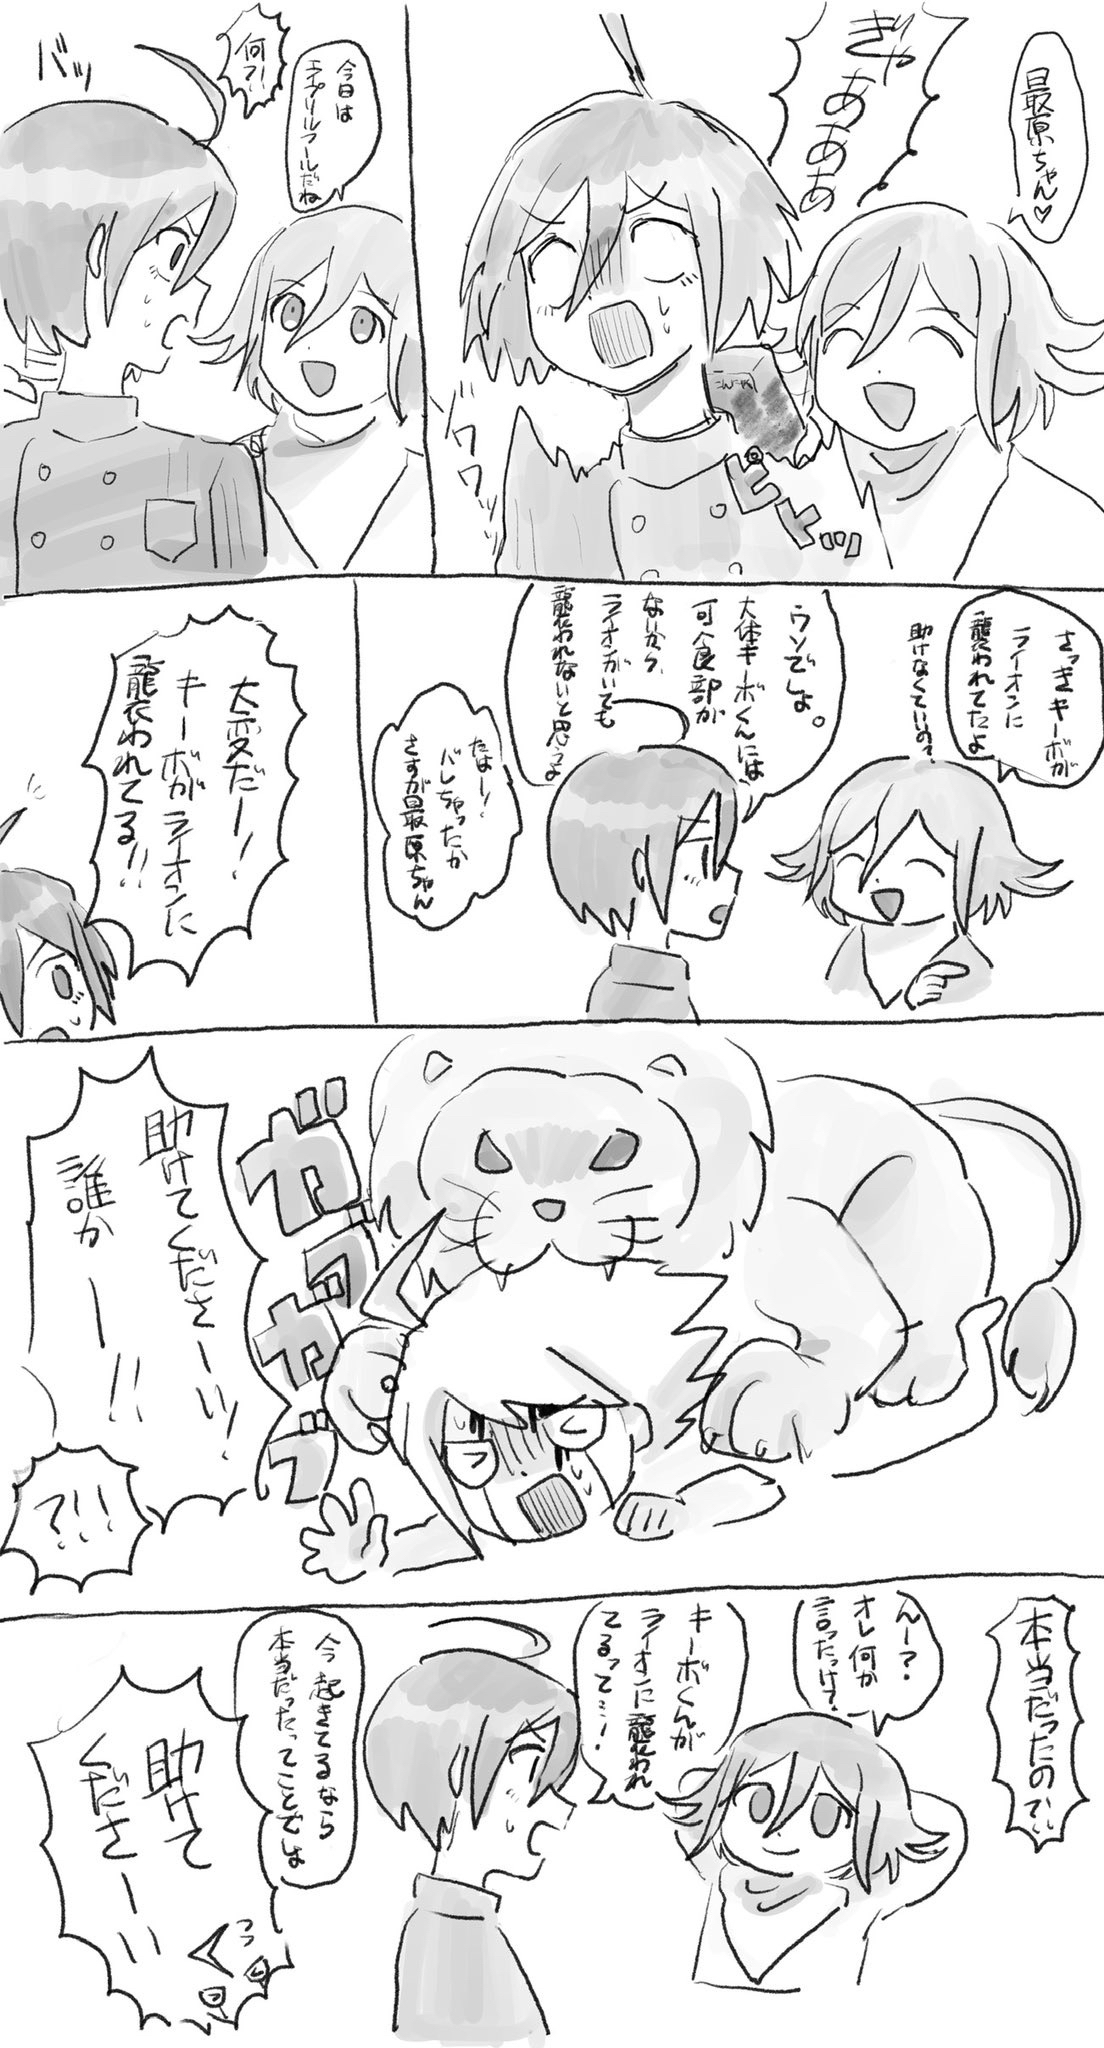 最原ちゃん♡
ぎゃ
あああ
こんにゃく
ピトッ
ゾワワッ
何?!
今日は
エイプリルフールだね
バッ
さっきキーボが
ライオンに
襲われてたよ
助けなくていいの?
ウソでしょ。
大体キーボくんには
可食部が
ないから、
ライオンがいても
襲われないと思うよ
たはー!
バレちゃったか
さすが最原ちゃん
大変だー!
キーボがライオンに
襲われてる!!
ガブ
ガブ
助けてくださーい!
誰かー!!
?!!
本当だったの?!
んー?
オレ何か
言ったっけ?
キーボくんが
ライオンに襲われ
てるって…!
今起きてるなら
本当だったってことでしょ
助けて
くださーい